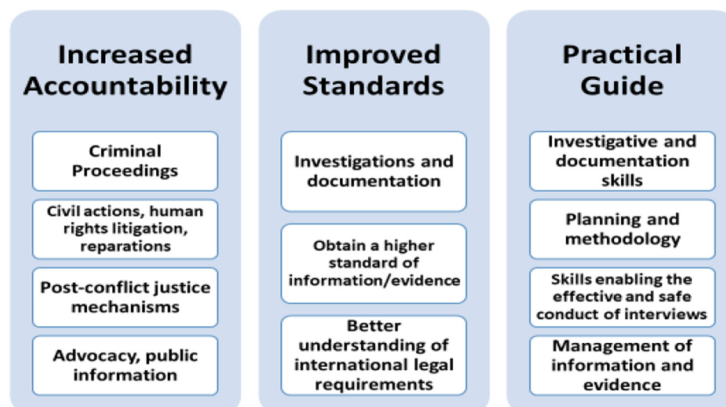 Increased
Accountability
Criminal
Proceedings
Civil actions, human
rights litigation,
reparations
Post-conflict justice
mechanisms
Advocacy, public
information
Improved
Standards
Investigations and
documentation
Obtain a higher
standard of
information/evidence
Better
understanding of
international legal
requirements
Practical
Guide
Investigative and
documentation
skills
Planning and
methodology
Skills enabling the
effective and safe
conduct of interviews
Management of
information and
evidence